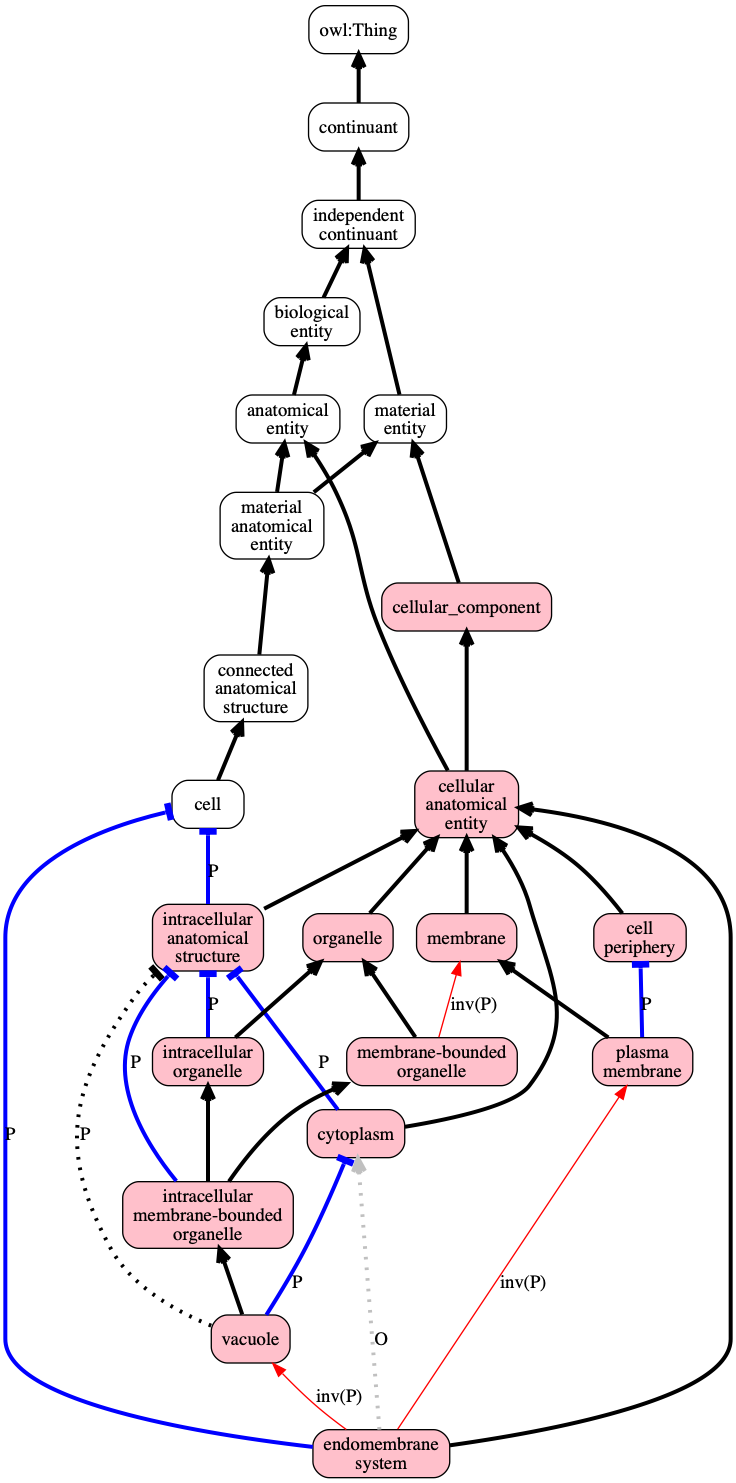 owl:Thing
continuant
independent
continuant
biological
entity
anatomical
entity
material
entity
material
anatomical
entity
cellular_component
connected
anatomical
structure
cell
cellular
anatomical
entity
P
intracellular
anatomical
structure
organelle
membrane
cell
periphery
P
inv(P)
P
intracellular
organelle
membrane-bounded
organelle
plasma
membrane
P
P
P
P
cytoplasm
intracellular
membrane-bounded
organelle
P
inv(P)
vacuole
O
inv(P)
endomembrane
system